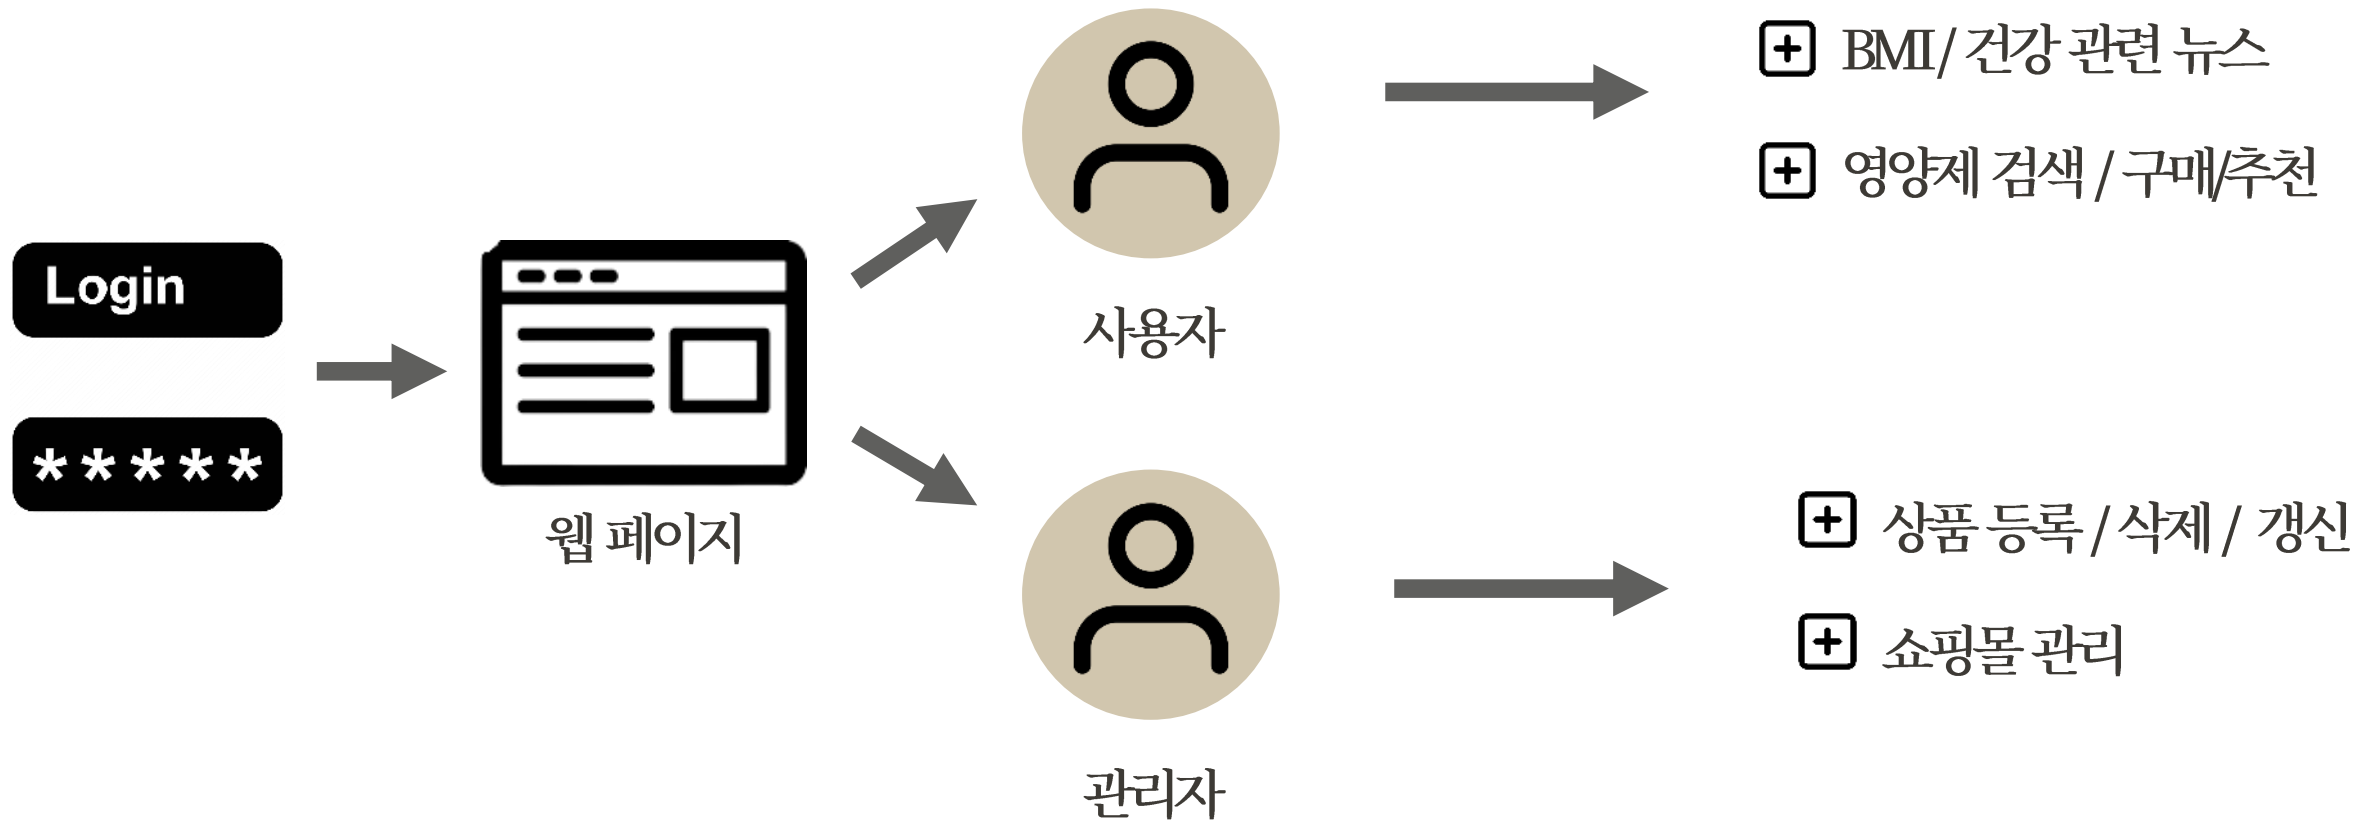 Login
*****
웹 페이지
사용자
BMI/ 건강 관련 뉴스
영양제 검색 / 구매/추천
관리자
상품 등록 / 삭제 / 갱신
쇼핑몰 관리